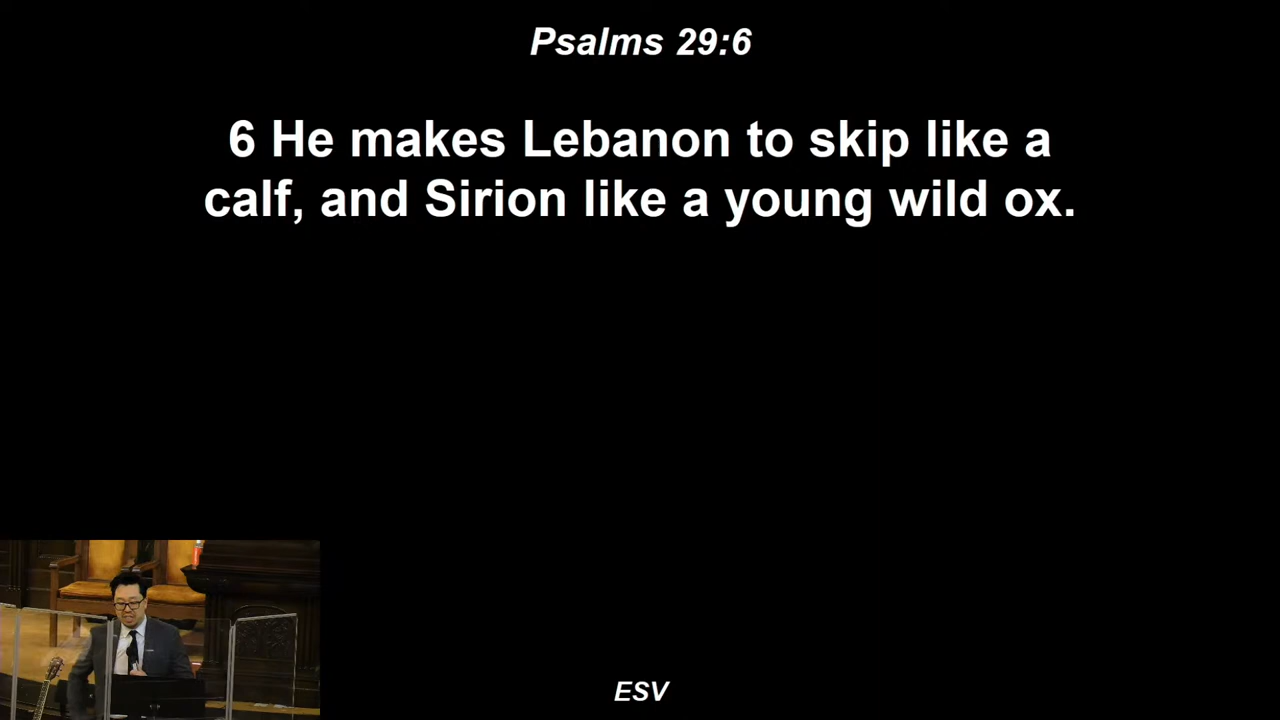 Psalms 29:6
6 He makes Lebanon to skip like a
calf, and Sirion like a young wild ox.
ESV